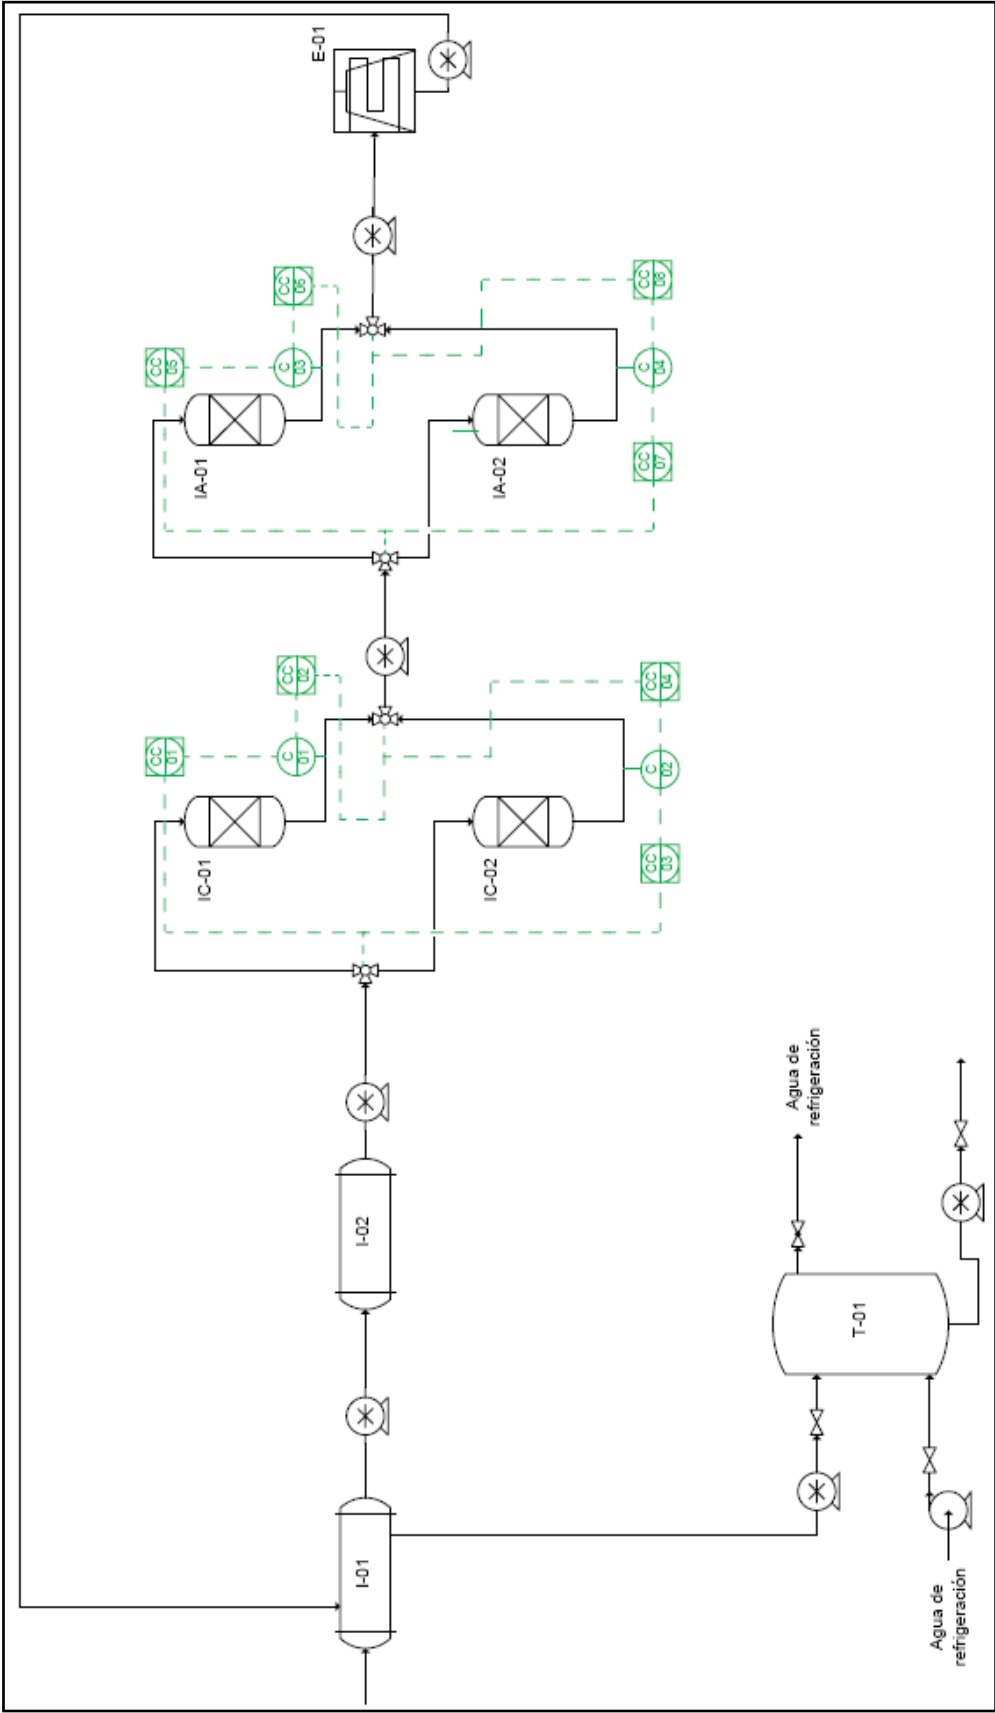 E-01
CC
05
CC
06
C
03
IA-01
CC
08
C
04
CC
07
IA-02
CC
01
CC
02
C
01
IC-01
CC
04
C
02
CC
03
IC-02
I-02
I-01
Agua de
refrigeración
T-01
Agua de
refrigeración